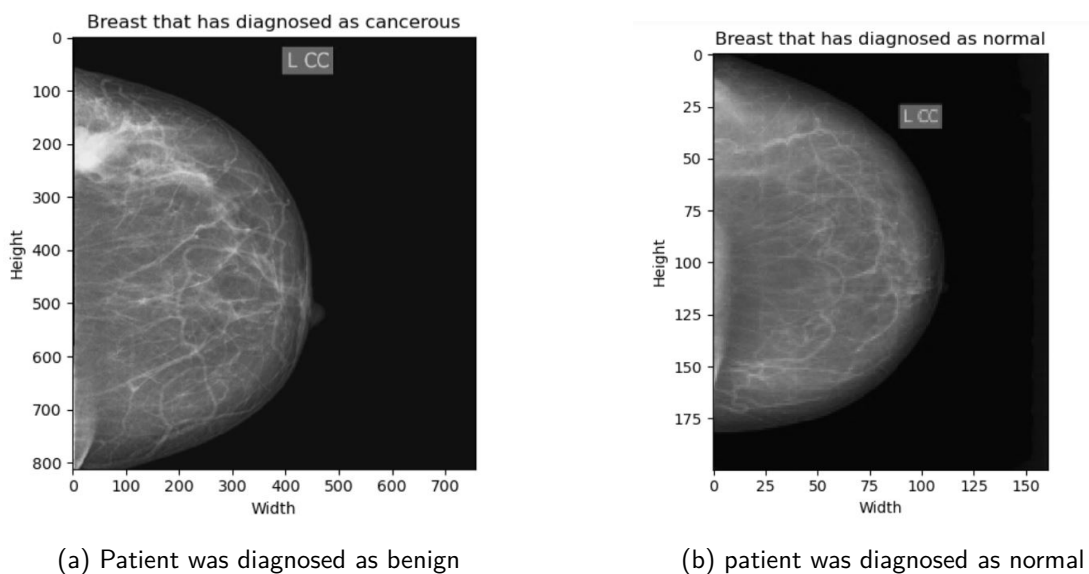 Breast that has diagnosed as cancerous
L CC
0
100
200
300
400
500
600
700
800
Height
0 100 200 300 400 500 600 700
Width
(a) Patient was diagnosed as benign
Breast that has diagnosed as normal
L CC
0
25
50
75
100
125
150
175
Height
0 25 50 75 100 125 150
Width
(b) patient was diagnosed as normal